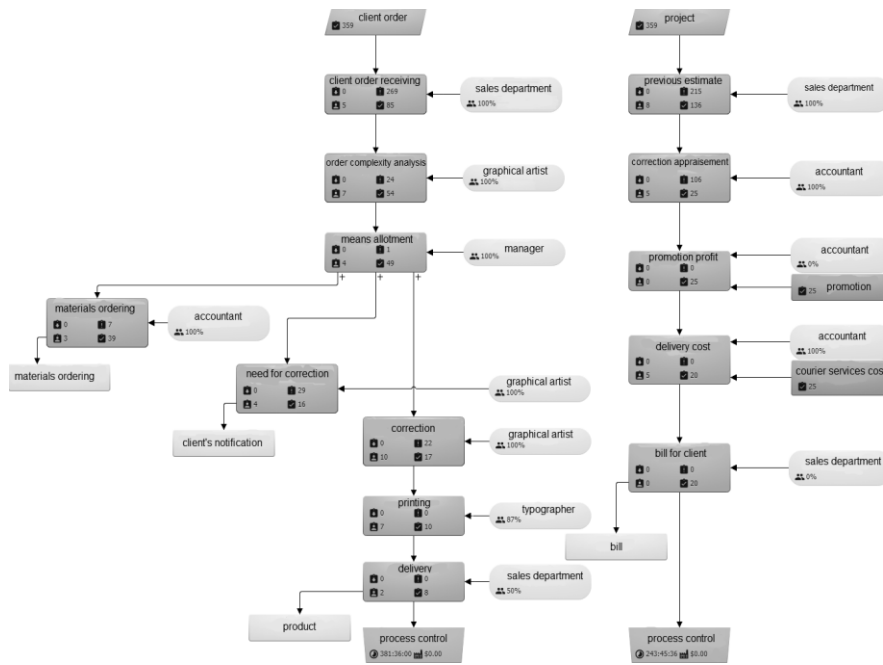 client order
359
project
359
client order receiving
0 269
5 85
sales department
100%
previous estimate
0 215
8 136
sales department
100%
order complexity analysis
0 24
7 54
graphical artist
100%
correction appraisement
0 106
5 25
accountant
100%
means allotment
0 1
4 49
manager
100%
+ + +
promotion profit
0 0
0 25
accountant
0%
promotion
25
materials ordering
0 7
3 39
accountant
100%
materials ordering
delivery cost
0 0
5 20
accountant
100%
courier services cos
25
need for correction
0 29
4 16
graphical artist
100%
client's notification
correction
0 22
10 17
graphical artist
100%
bill for client
0 0
0 20
sales department
0%
bill
printing
0 0
7 10
typographer
87%
delivery
0 0
2 8
sales department
50%
product
process control
381:36:00 $0.00
process control
243:45:36 $0.00